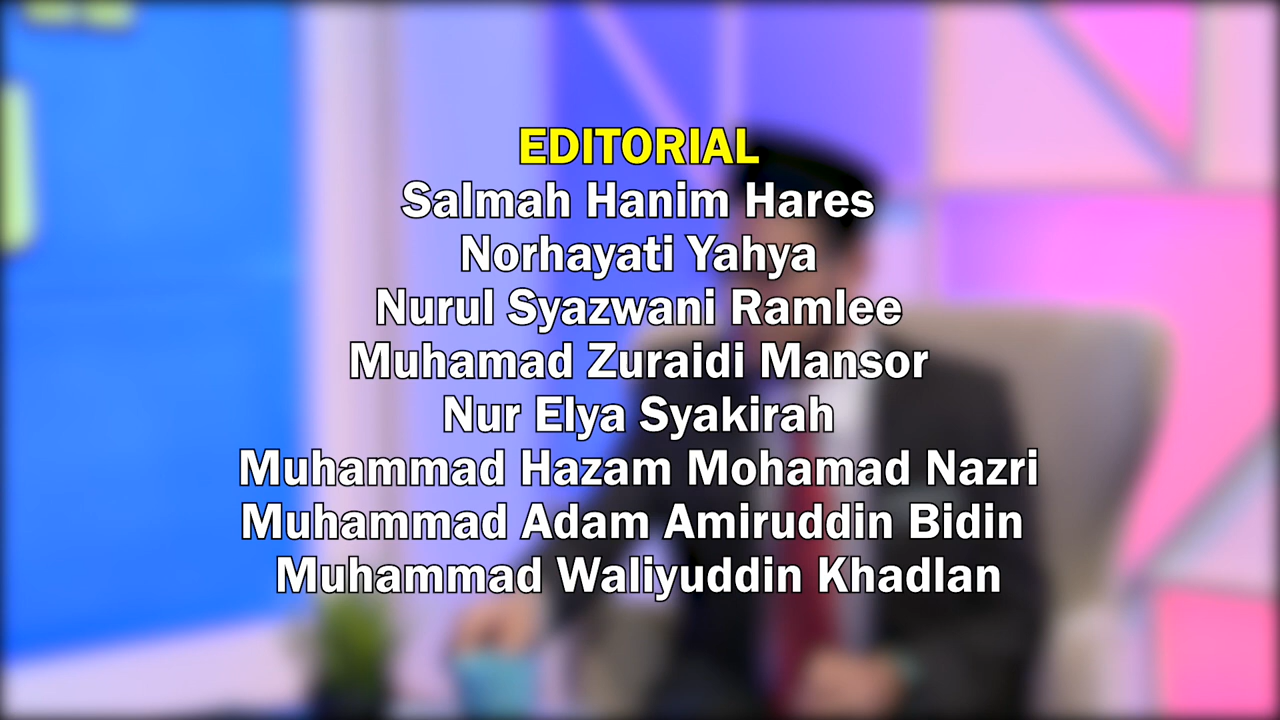 EDITORIAL
Salmah Hanim Hares
Norhayati Yahya
Nurul Syazwani Ramlee
Muhamad Zuraidi Mansor
Nur Elya Syakirah
Muhammad Hazam Mohamad Nazri
Muhammad Adam Amiruddin Bidin
Muhammad Waliyuddin Khadlan